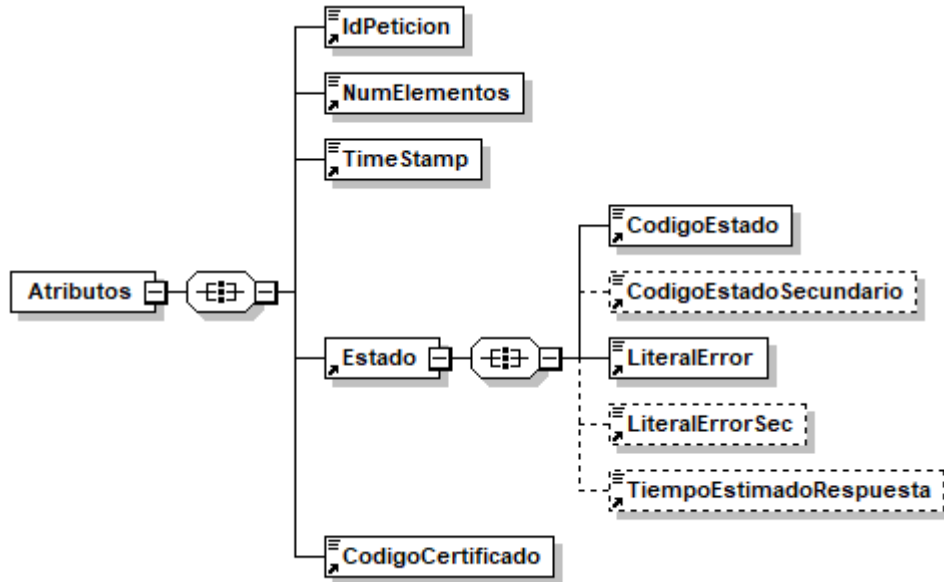 IdPeticion
NumElementos
TimeStamp
CodigoEstado
CodigoEstadoSecundario
Atributos
Estado
LiteralError
LiteralErrorSec
TiempoEstimadoRespuesta
CodigoCertificado